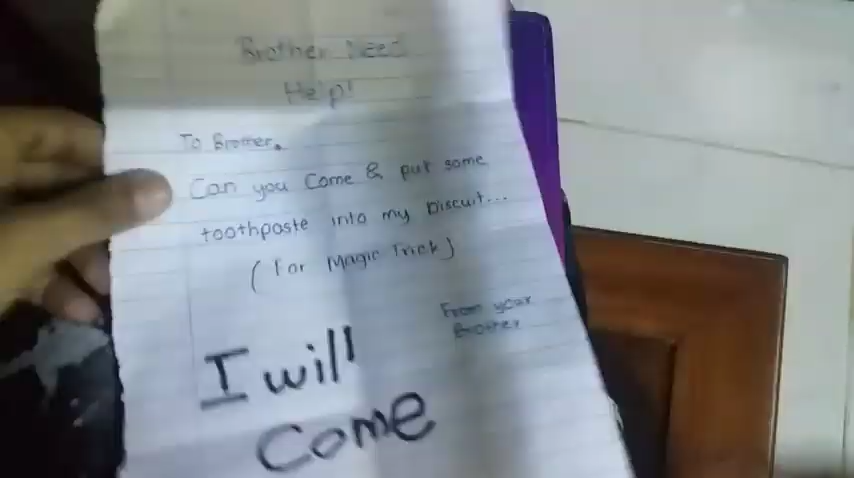 Brother Need
Help!
To Brother.
Can you Come & put some
toothpaste into my biscuit...
(For Magic Trick)
From your
Brother
I will
Come